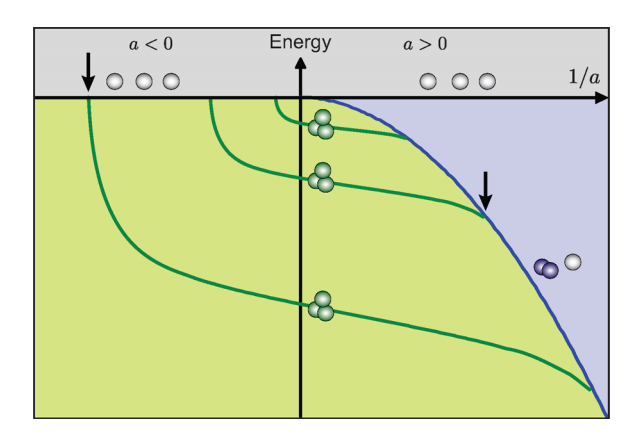 a < 0
Energy
a > 0
1/a